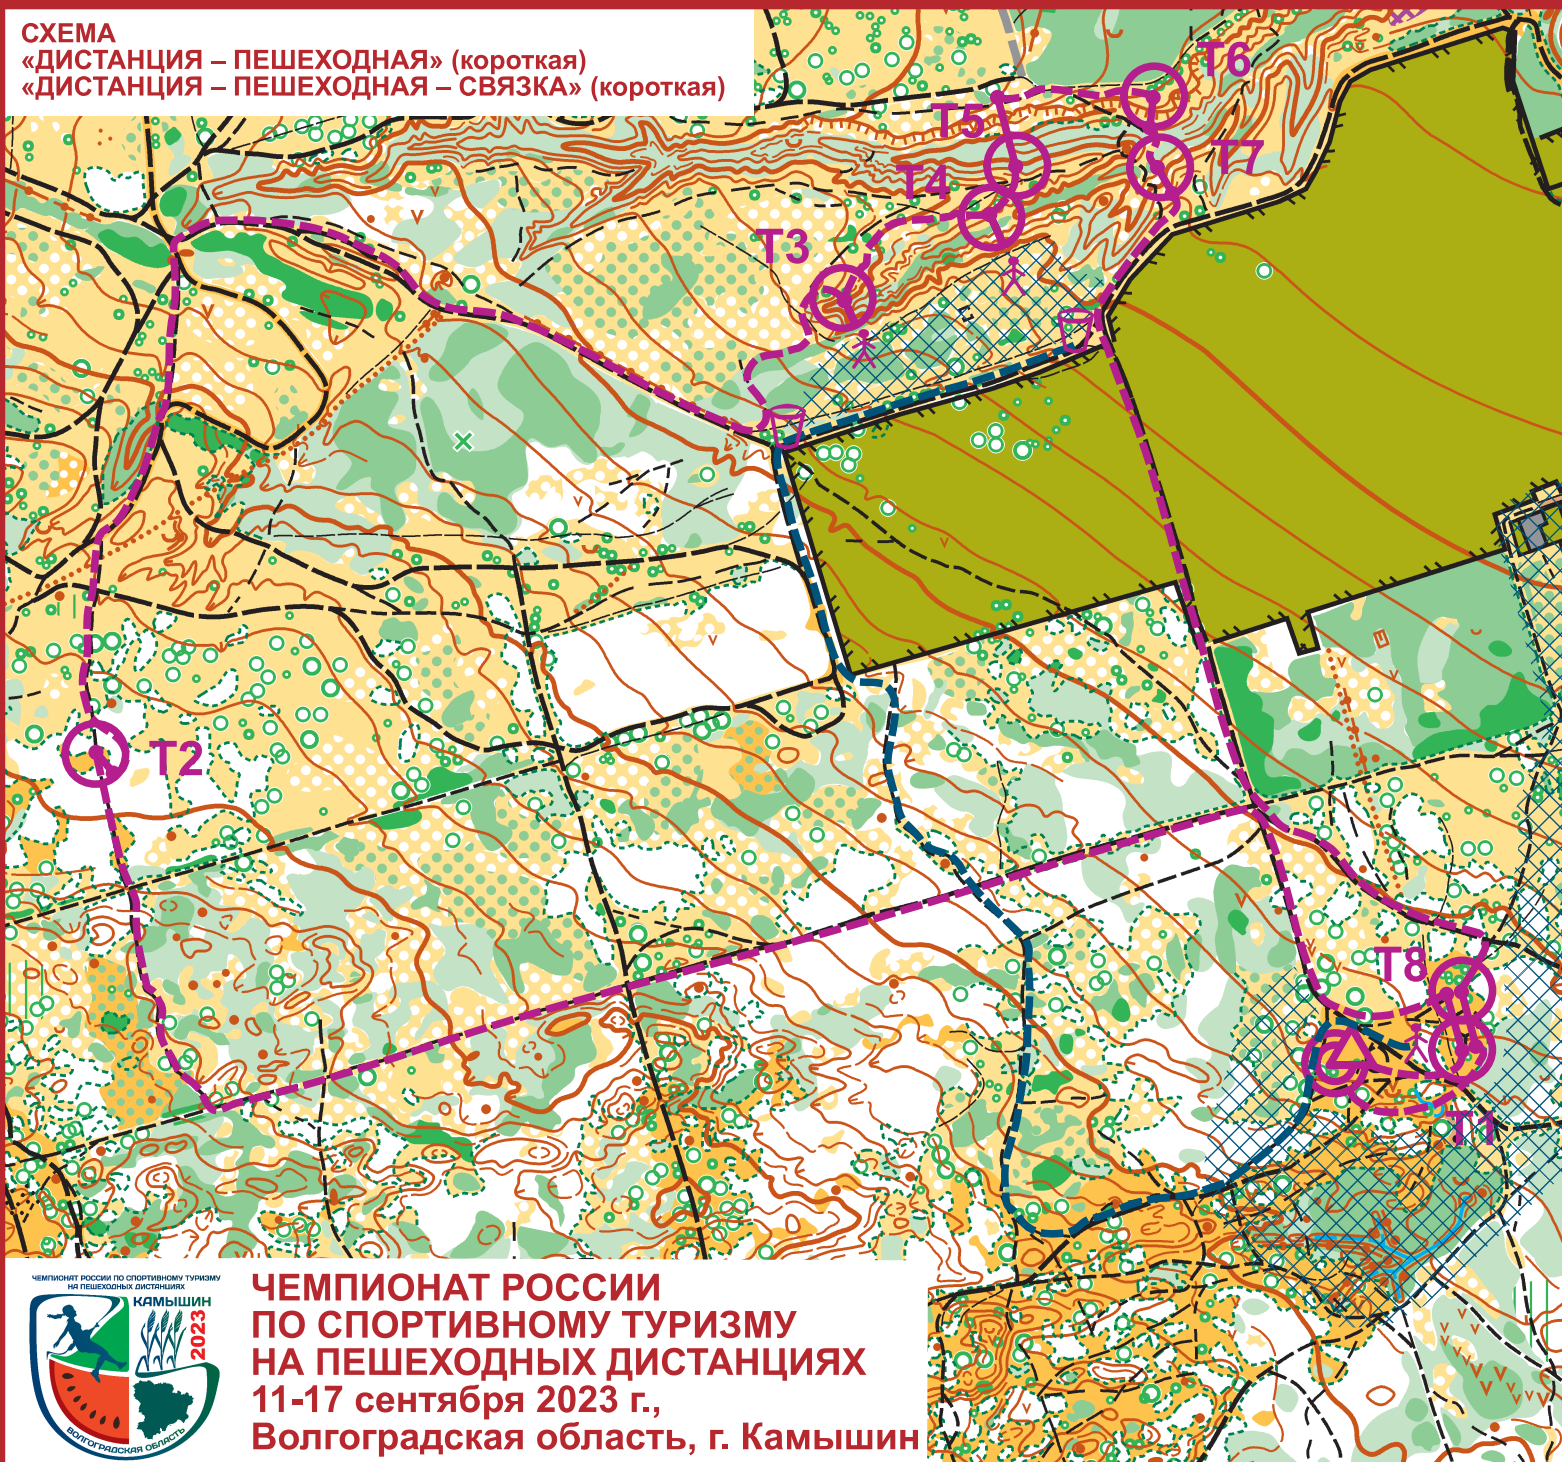 СХЕМА
«ДИСТАНЦИЯ – ПЕШЕХОДНАЯ» (короткая)
«ДИСТАНЦИЯ – ПЕШЕХОДНАЯ – СВЯЗКА» (короткая)
Т6
Т5
Т7
Т4
Т3
Т2
Т8
Т1
ЧЕМПИОНАТ РОССИИ ПО СПОРТИВНОМУ ТУРИЗМУ
НА ПЕШЕХОДНЫХ ДИСТАНЦИЯХ
КАМЫШИН
2023
ВОЛГОГРАДСКАЯ ОБЛАСТЬ
ЧЕМПИОНАТ РОССИИ
ПО СПОРТИВНОМУ ТУРИЗМУ
НА ПЕШЕХОДНЫХ ДИСТАНЦИЯХ
11-17 сентября 2023 г.,
Волгоградская область, г. Камышин